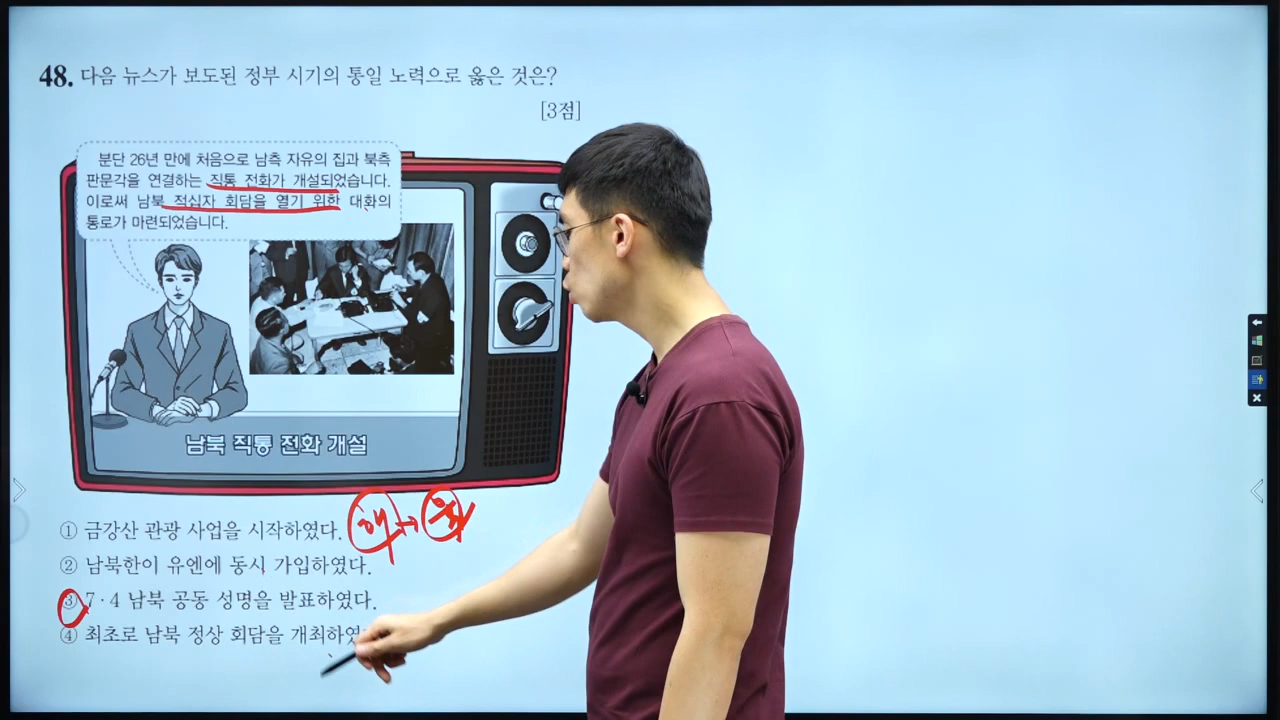 48. 다음 뉴스가 보도된 정부 시기의 통일 노력으로 옳은 것은?
[3점]
분단 26년 만에 처음으로 남측 자유의 집과 북측
판문각을 연결하는 직통 전화가 개설되었습니다.
이로써 남북 적십자 회담을 열기 위한 대화의
통로가 마련되었습니다.
남북 직통 전화 개설
① 금강산 관광 사업을 시작하였다.
해→육
② 남북한이 유엔에 동시 가입하였다.
③ 7·4 남북 공동 성명을 발표하였다.
④ 최초로 남북 정상 회담을 개최하였